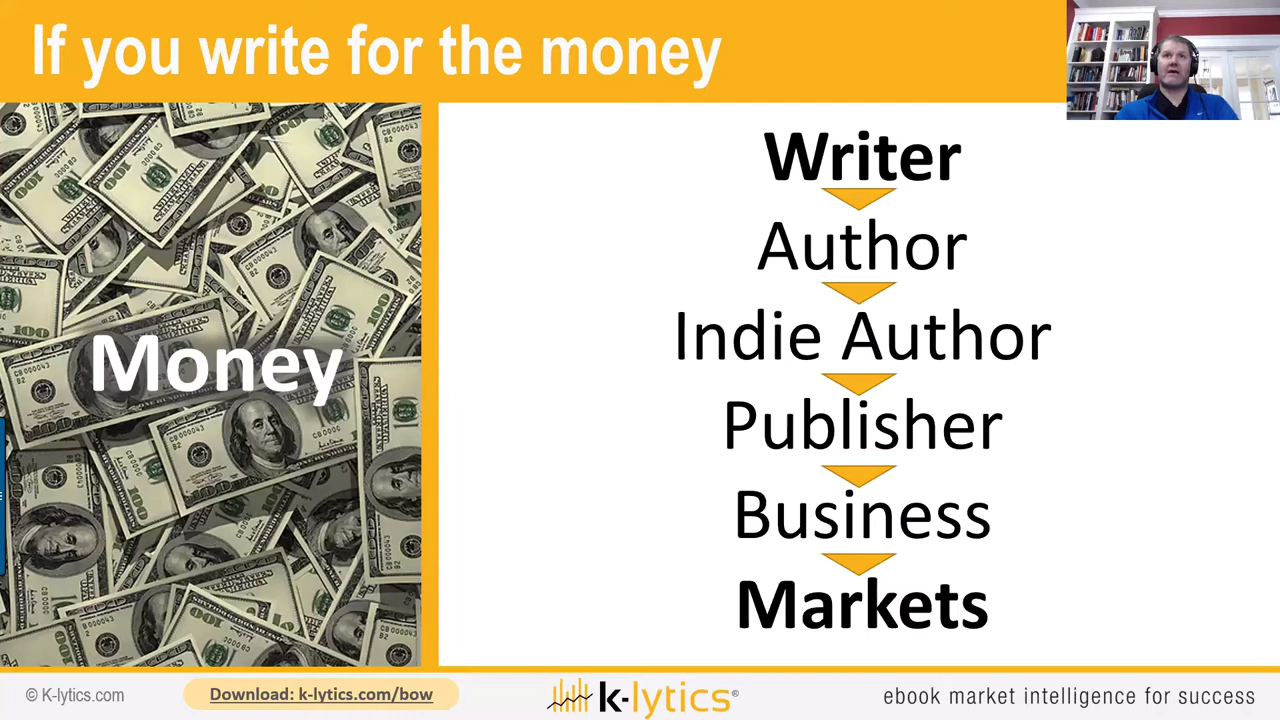 If you write for the money
Money
Writer
Author
Indie Author
Publisher
Business
Markets
© K-lytics.com
Download: k-lytics.com/bow
k-lytics®
ebook market intelligence for success